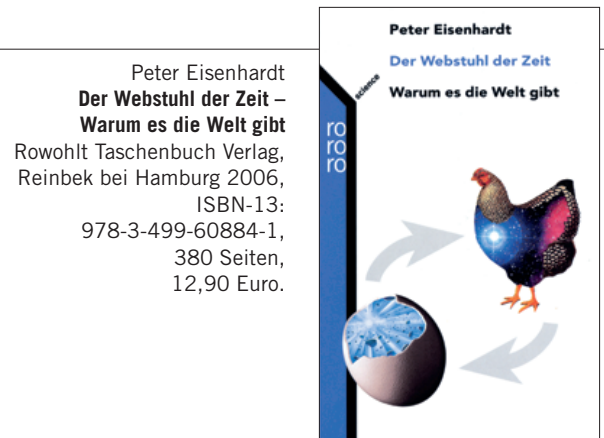 Peter Eisenhardt
Der Webstuhl der Zeit –
Warum es die Welt gibt
Rowohlt Taschenbuch Verlag,
Reinbek bei Hamburg 2006,
ISBN-13:
978-3-499-60884-1,
380 Seiten,
12,90 Euro.
Peter Eisenhardt
Der Webstuhl der Zeit
Warum es die Welt gibt
science
ro
ro
ro